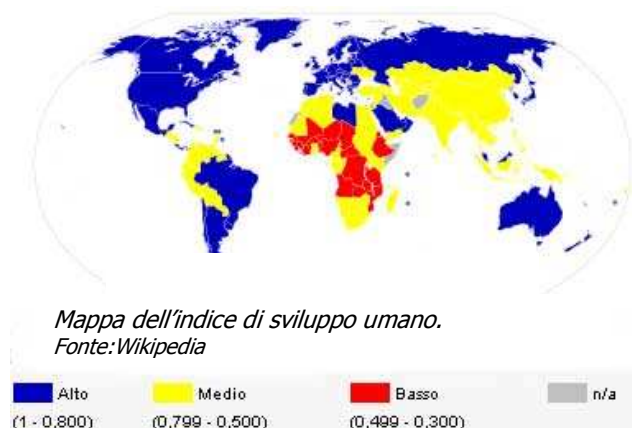 Mappa dell'indice di sviluppo umano.
Fonte:Wikipedia
Alto Medio Basso n/a
(1 - 0,800) (0,799 - 0,500) (0,499 - 0,300)